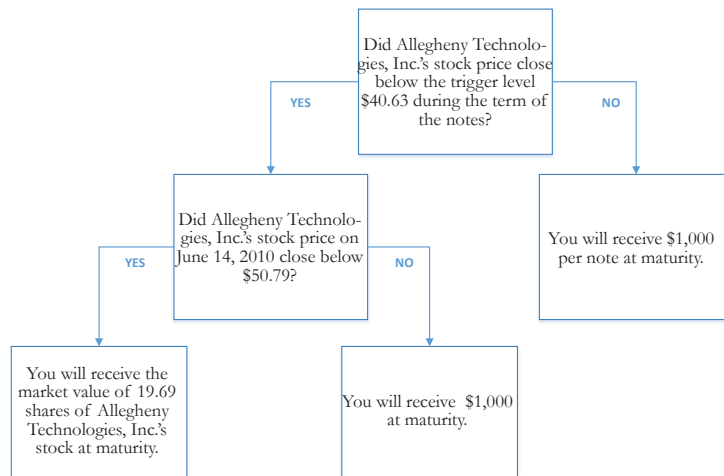 Did Allegheny Technolo-
gies, Inc.'s stock price close
below the trigger level
$40.63 during the term of
the notes?
YES
NO
Did Allegheny Technolo-
gies, Inc.'s stock price on
June 14, 2010 close below
$50.79?
You will receive $1,000
per note at maturity.
YES
NO
You will receive the
market value of 19.69
shares of Allegheny
Technologies, Inc.'s
stock at maturity.
You will receive $1,000
at maturity.